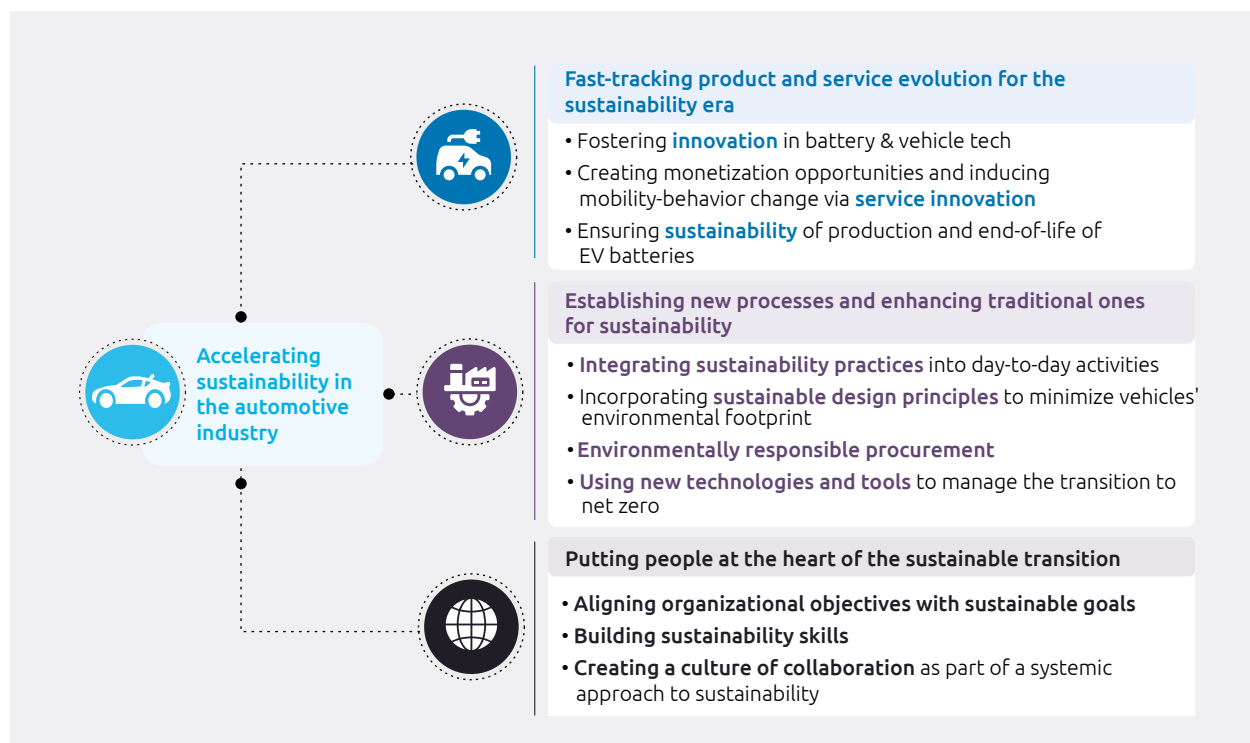 Fast-tracking product and service evolution for the
sustainability era
• Fostering innovation in battery & vehicle tech
• Creating monetization opportunities and inducing
mobility-behavior change via service innovation
• Ensuring sustainability of production and end-of-life of
EV batteries
Accelerating
sustainability in
the automotive
industry
Establishing new processes and enhancing traditional ones
for sustainability
• Integrating sustainability practices into day-to-day activities
• Incorporating sustainable design principles to minimize vehicles'
environmental footprint
• Environmentally responsible procurement
• Using new technologies and tools to manage the transition to
net zero
Putting people at the heart of the sustainable transition
• Aligning organizational objectives with sustainable goals
• Building sustainability skills
• Creating a culture of collaboration as part of a systemic
approach to sustainability